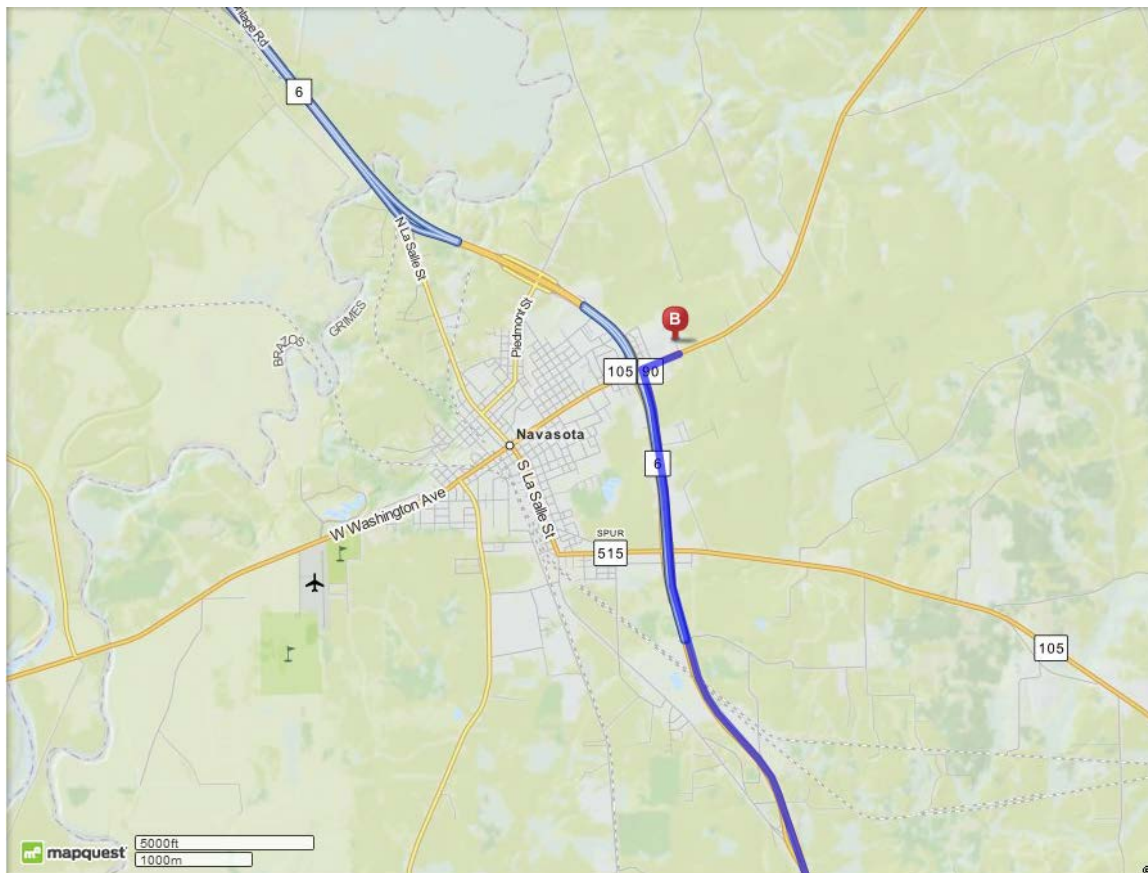 ntage Rd
6
N La Salle St
Piedmont St
BRAZOS
GRIMES
B
105
90
Navasota
6
S La Salle St
W Washington Ave
SPUR
515
105
mapquest
5000ft
1000m
©